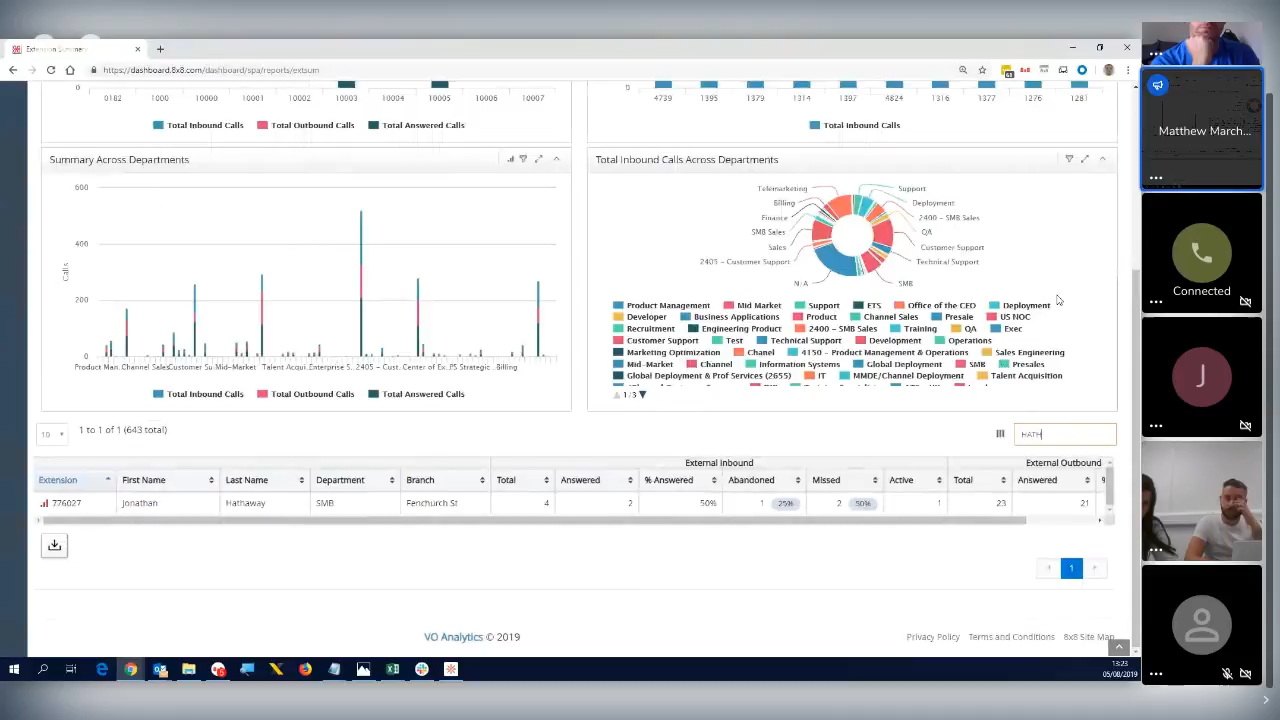 Extension Summary
https://dashboard.8x8.com/dashboard/spa/reports/extsum
0
0182 1000 16001 17002 10003 10004 10005 10006 10007
Total Inbound Calls Total Outbound Calls Total Answered Calls
0
4739 1395 1379 1314 1397 4824 1316 1377 1276 1281
Total Inbound Calls
Matthew March...
Summary Across Departments
600
400
200
0
Calls
Product Man. Channel Sales Customer Su Mid-Market Talent Acqui. Enterprise S. 2405 - Cust. Center of Ex. Strategic .Billing
Total Inbound Calls Total Outbound Calls Total Answered Calls
Total Inbound Calls Across Departments
Telemarketing Support
Billing Deployment
Finance 2400 - SMB Sales
SMB Sales QA
Sales Customer Support
2405 - Customer Support Technical Support
N/A SMB
Product Management Mid Market Support ETS Office of the CEO Deployment
Developer Business Applications Product Channel Sales Presale US NOC
Recruitment Engineering Product 2400 - SMB Sales Training QA Exec
Customer Support Test Technical Support Development Operations
Marketing Optimization Chanel 4150 - Product Management & Operations Sales Engineering
Mid-Market Channel Information Systems Global Deployment SMB Presales
Global Deployment & Prof Services (2655) IT MMDE/Channel Deployment Talent Acquisition
1/3
Connected
J
10 1 to 1 of 1 (643 total) HATH
External Inbound External Outbound
Extension First Name Last Name Department Branch Total Answered % Answered Abandoned Missed Active Total Answered %
776027 Jonathan Hathaway SMB Fenchurch St 4 2 50% 1 25% 2 50% 1 23 21
1
VO Analytics © 2019
Privacy Policy Terms and Conditions 8x8 Site Map
13:23
05/08/2019